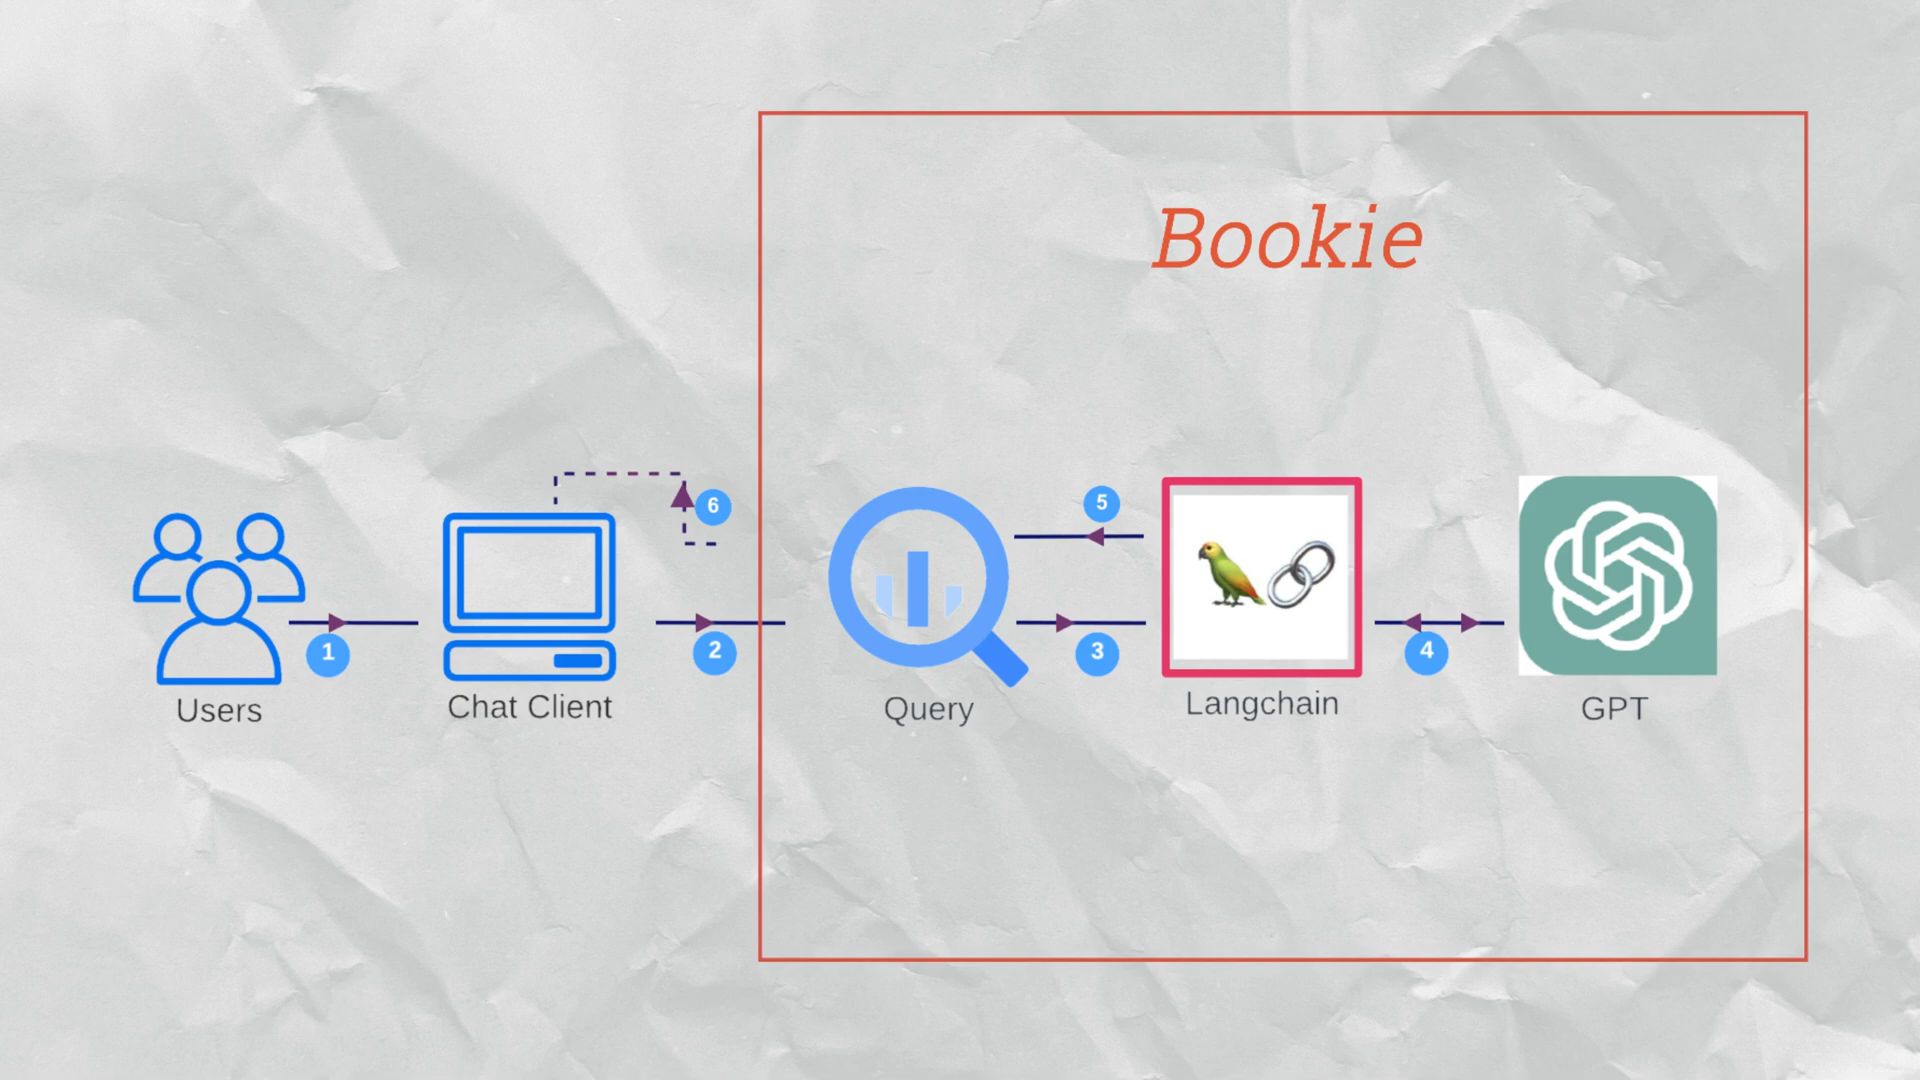 Bookie
6
5
1
2
3
4
Users
Chat Client
Query
Langchain
GPT